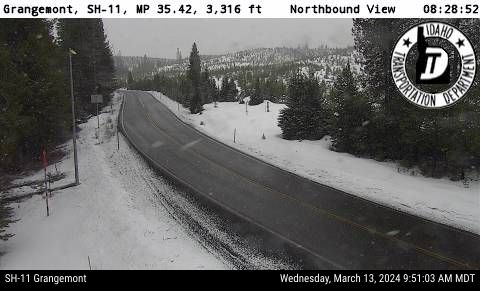 Grangemont, SH-11, MP 35.42, 3,316 ft Northbound View 08:28:52
IDAHO
TRANSPORTATION DEPARTMENT
SH-11 Grangemont Wednesday, March 13, 2024 9:51:03 AM MDT